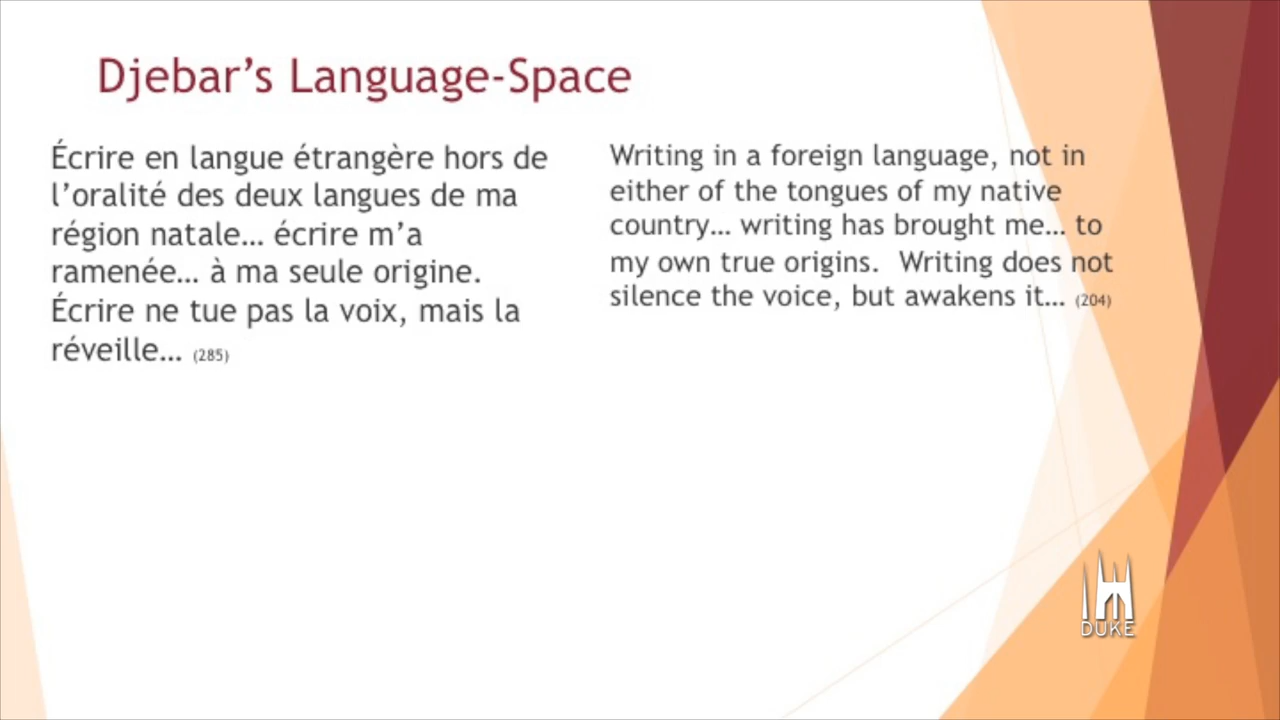 Djebar’s Language-Space
Écrire en langue étrangère hors de
l’oralité des deux langues de ma
région natale… écrire m’a
ramenée… à ma seule origine.
Écrire ne tue pas la voix, mais la
réveille… (285)
Writing in a foreign language, not in
either of the tongues of my native
country… writing has brought me… to
my own true origins.  Writing does not
silence the voice, but awakens it… (204)
DUKE